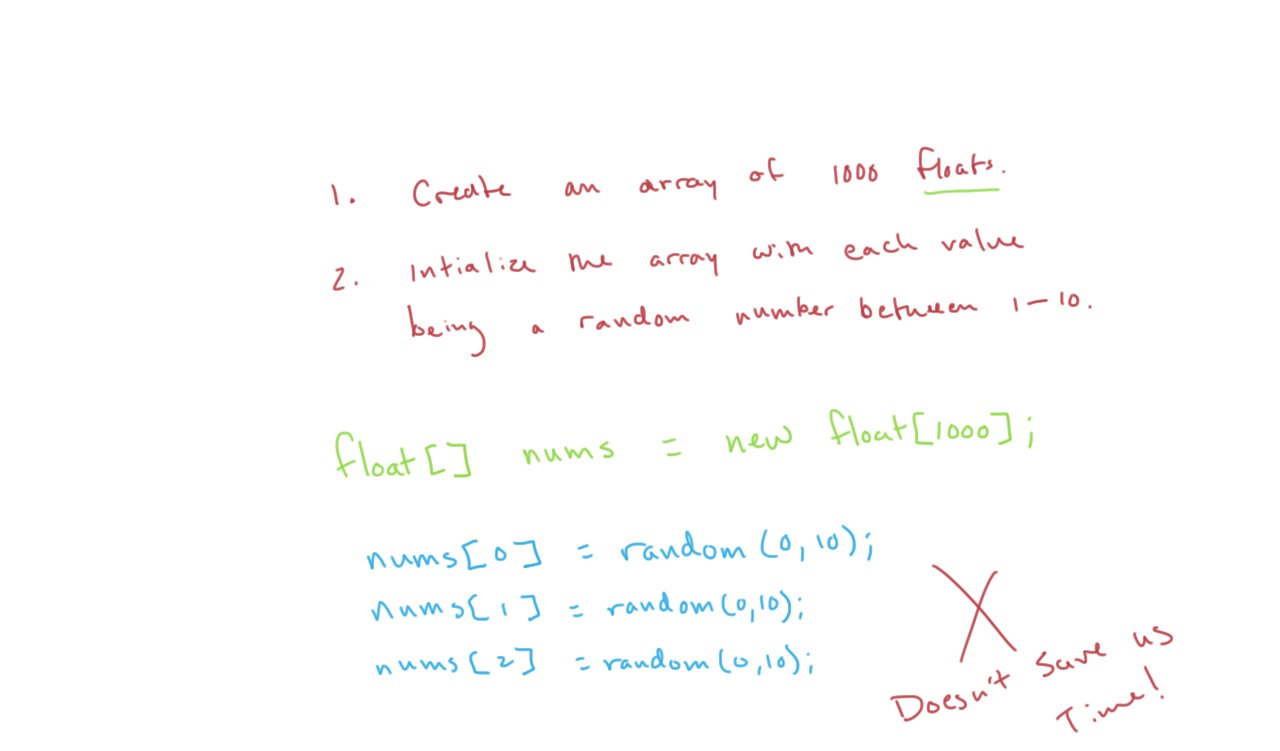 1. Create an array of 1000 floats.
2. Intialize the array with each value
being a random number between 1-10.
float[] nums = new float[1000];
nums[0] = random(0,10);
nums[1] = random(0,10);
nums[2] = random(0,10);
Doesn't save us
Time!